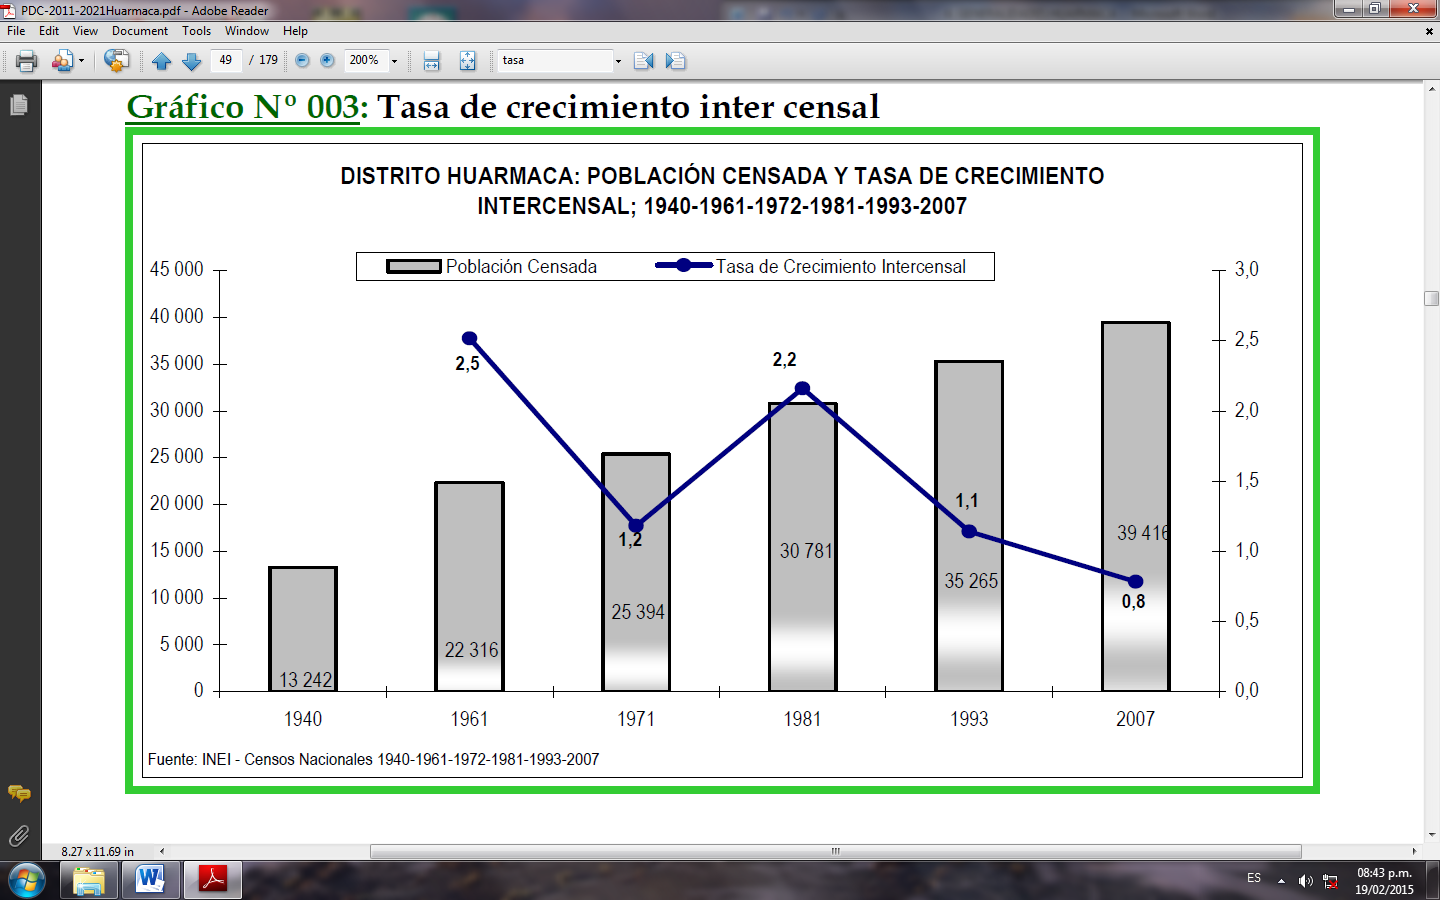 PDC-2011-2021Huarmaca.pdf - Adobe Reader
File Edit View Document Tools Window Help
49 / 179 200% tasa
Gráfico Nº 003: Tasa de crecimiento inter censal
DISTRITO HUARMACA: POBLACIÓN CENSADA Y TASA DE CRECIMIENTO
INTERCENSAL; 1940-1961-1972-1981-1993-2007
Población Censada Tasa de Crecimiento Intercensal
45 000 3,0
40 000 2,5
35 000
30 000 2,0
25 000
20 000 1,5
15 000 1,0
10 000
5 000 0,5
0 0,0
2,5
1,2
2,2
1,1
0,8
13 242
22 316
25 394
30 781
35 265
39 416
1940 1961 1971 1981 1993 2007
Fuente: INEI - Censos Nacionales 1940-1961-1972-1981-1993-2007
8.27 x 11.69 in
ES
08:43 p.m.
19/02/2015